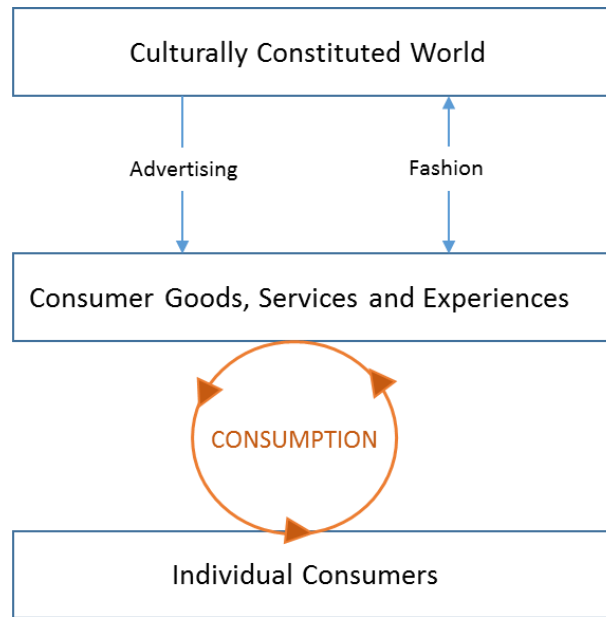 Culturally Constituted World
Advertising
Fashion
Consumer Goods, Services and Experiences
CONSUMPTION
Individual Consumers